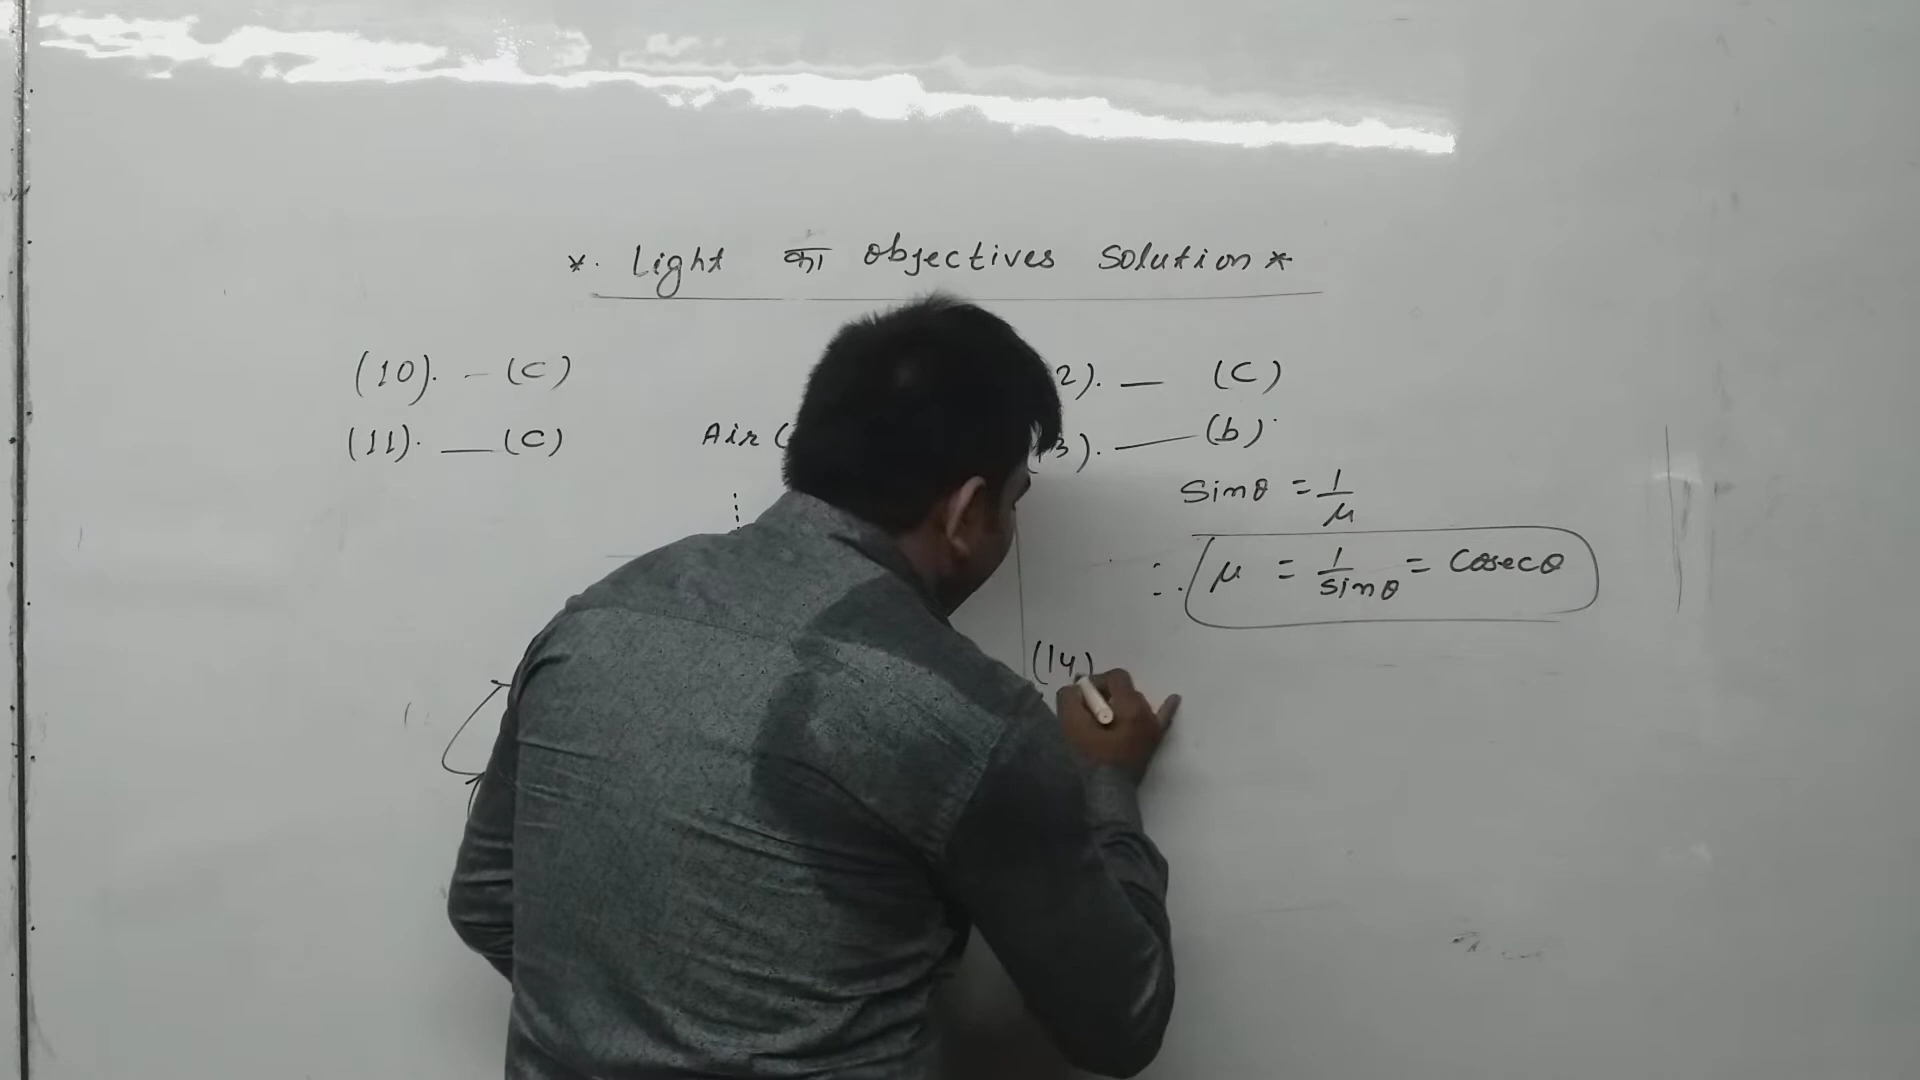 *. Light का objectives solution *
(10). — (C)
(11). — (C)
Air (
2). — (C)
3). — (b)
Sinθ = 1/μ
∴ μ = 1/sinθ = Cosecθ
(14)